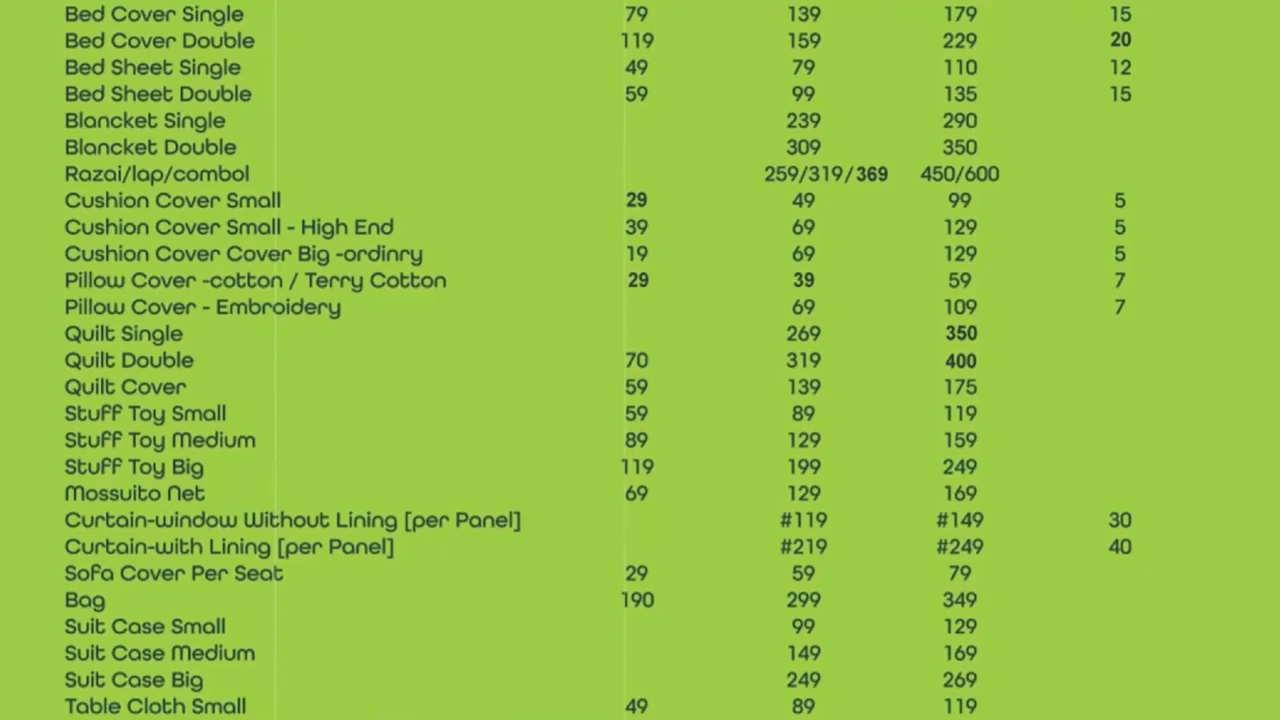 Bed Cover Single 79 139 179 15
Bed Cover Double 119 159 229 20
Bed Sheet Single 49 79 110 12
Bed Sheet Double 59 99 135 15
Blancket Single 239 290
Blancket Double 309 350
Razai/lap/combol 259/319/369 450/600
Cushion Cover Small 29 49 99 5
Cushion Cover Small - High End 39 69 129 5
Cushion Cover Cover Big -ordinry 19 69 129 5
Pillow Cover -cotton / Terry Cotton 29 39 59 7
Pillow Cover - Embroidery 69 109 7
Quilt Single 269 350
Quilt Double 70 319 400
Quilt Cover 59 139 175
Stuff Toy Small 59 89 119
Stuff Toy Medium 89 129 159
Stuff Toy Big 119 199 249
Mossuito Net 69 129 169
Curtain-window Without Lining [per Panel] #119 #149 30
Curtain-with Lining [per Panel] #219 #249 40
Sofa Cover Per Seat 29 59 79
Bag 190 299 349
Suit Case Small 99 129
Suit Case Medium 149 169
Suit Case Big 249 269
Table Cloth Small 49 89 119